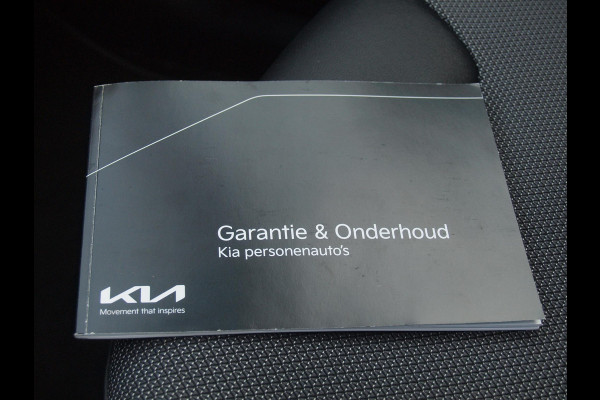 Garantie & Onderhoud
Kia personenauto's
KIA
Movement that inspires